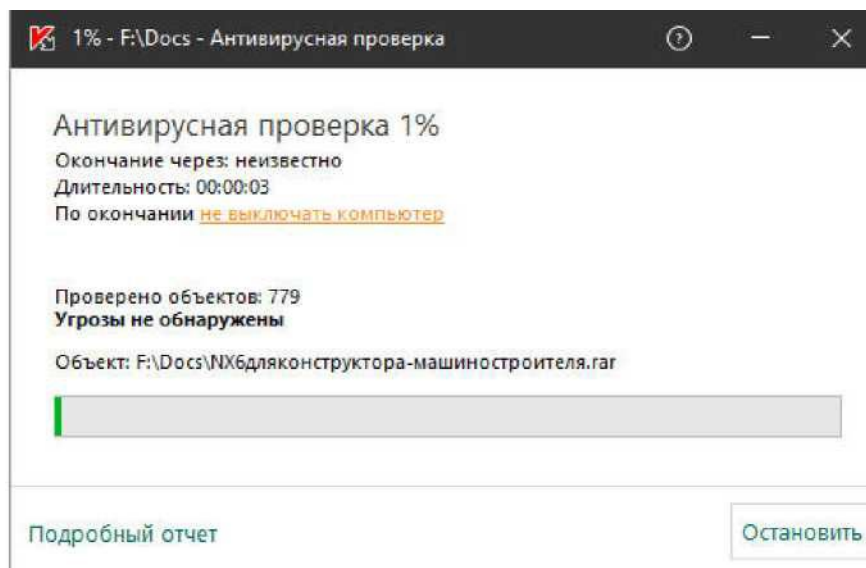 1% - F:\Docs - Антивирусная проверка
Антивирусная проверка 1%
Окончание через: неизвестно
Длительность: 00:00:03
По окончании не выключать компьютер
Проверено объектов: 779
Угрозы не обнаружены
Объект: F:\Docs\NX6дляконструктора-машиностроителя.rar
Подробный отчет
Остановить